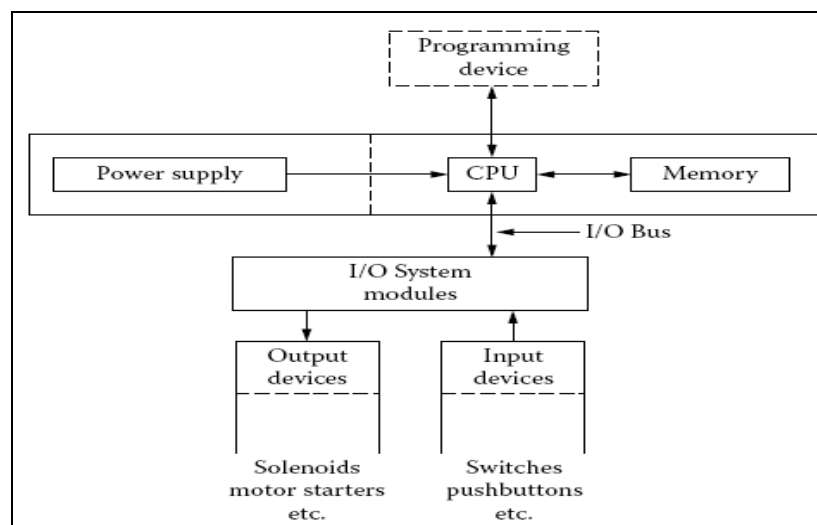 Programming
device
Power supply
CPU
Memory
I/O Bus
I/O System
modules
Output
devices
Input
devices
Solenoids
motor starters
etc.
Switches
pushbuttons
etc.